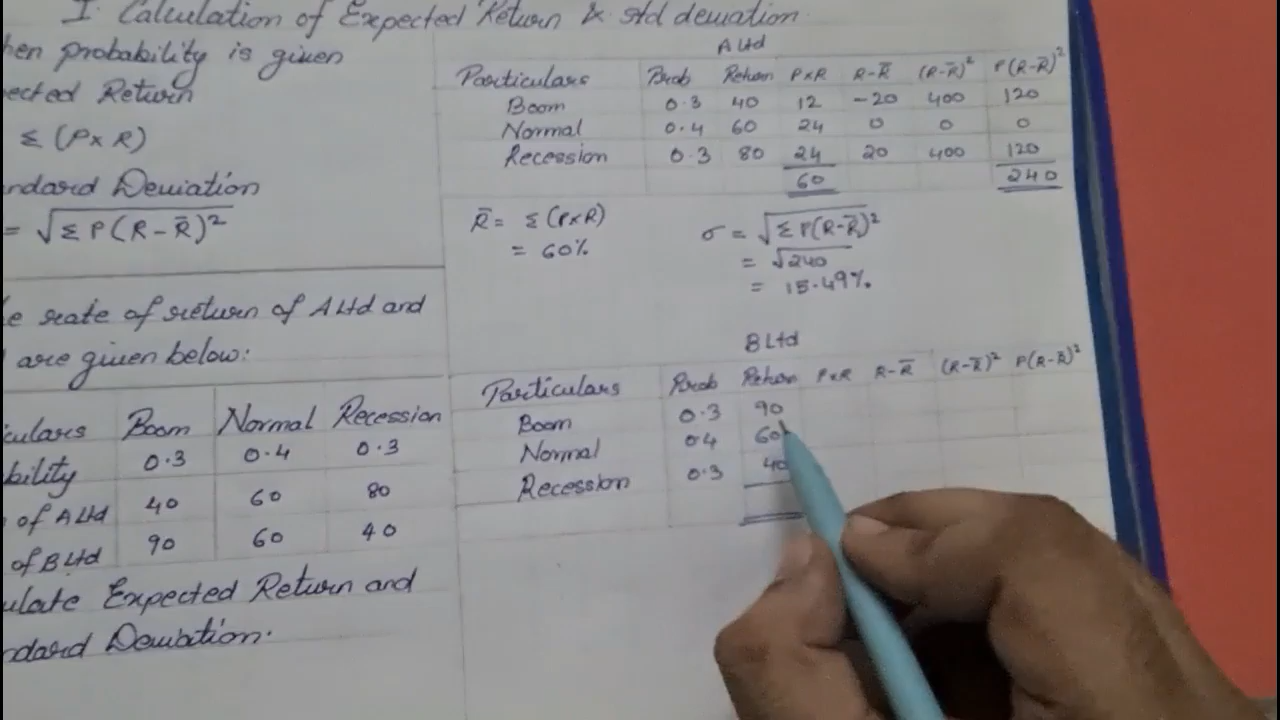 I. Calculation of Expected Return & std deviation
hen probability is given
ected Return
Σ (P×R)
ndard Deviation
= √Σ P(R-R̄)²
e rate of return of A Ltd and
are given below:
culars Boom Normal Recession
bility 0.3 0.4 0.3
of A Ltd 40 60 80
of B Ltd 90 60 40
ulate Expected Return and
ndard Deviation.
A Ltd
Particulars Prob Return P×R R-R̄ (R-R̄)² P(R-R̄)²
Boom 0.3 40 12 -20 400 120
Normal 0.4 60 24 0 0 0
Recession 0.3 80 24 20 400 120
60 240
R̄ = Σ (P×R)
= 60%
σ = √Σ P(R-R̄)²
= √240
= 15.49%.
B Ltd
Particulars Prob Return P×R R-R̄ (R-R̄)² P(R-R̄)²
Boom 0.3 90
Normal 0.4 60
Recession 0.3 40